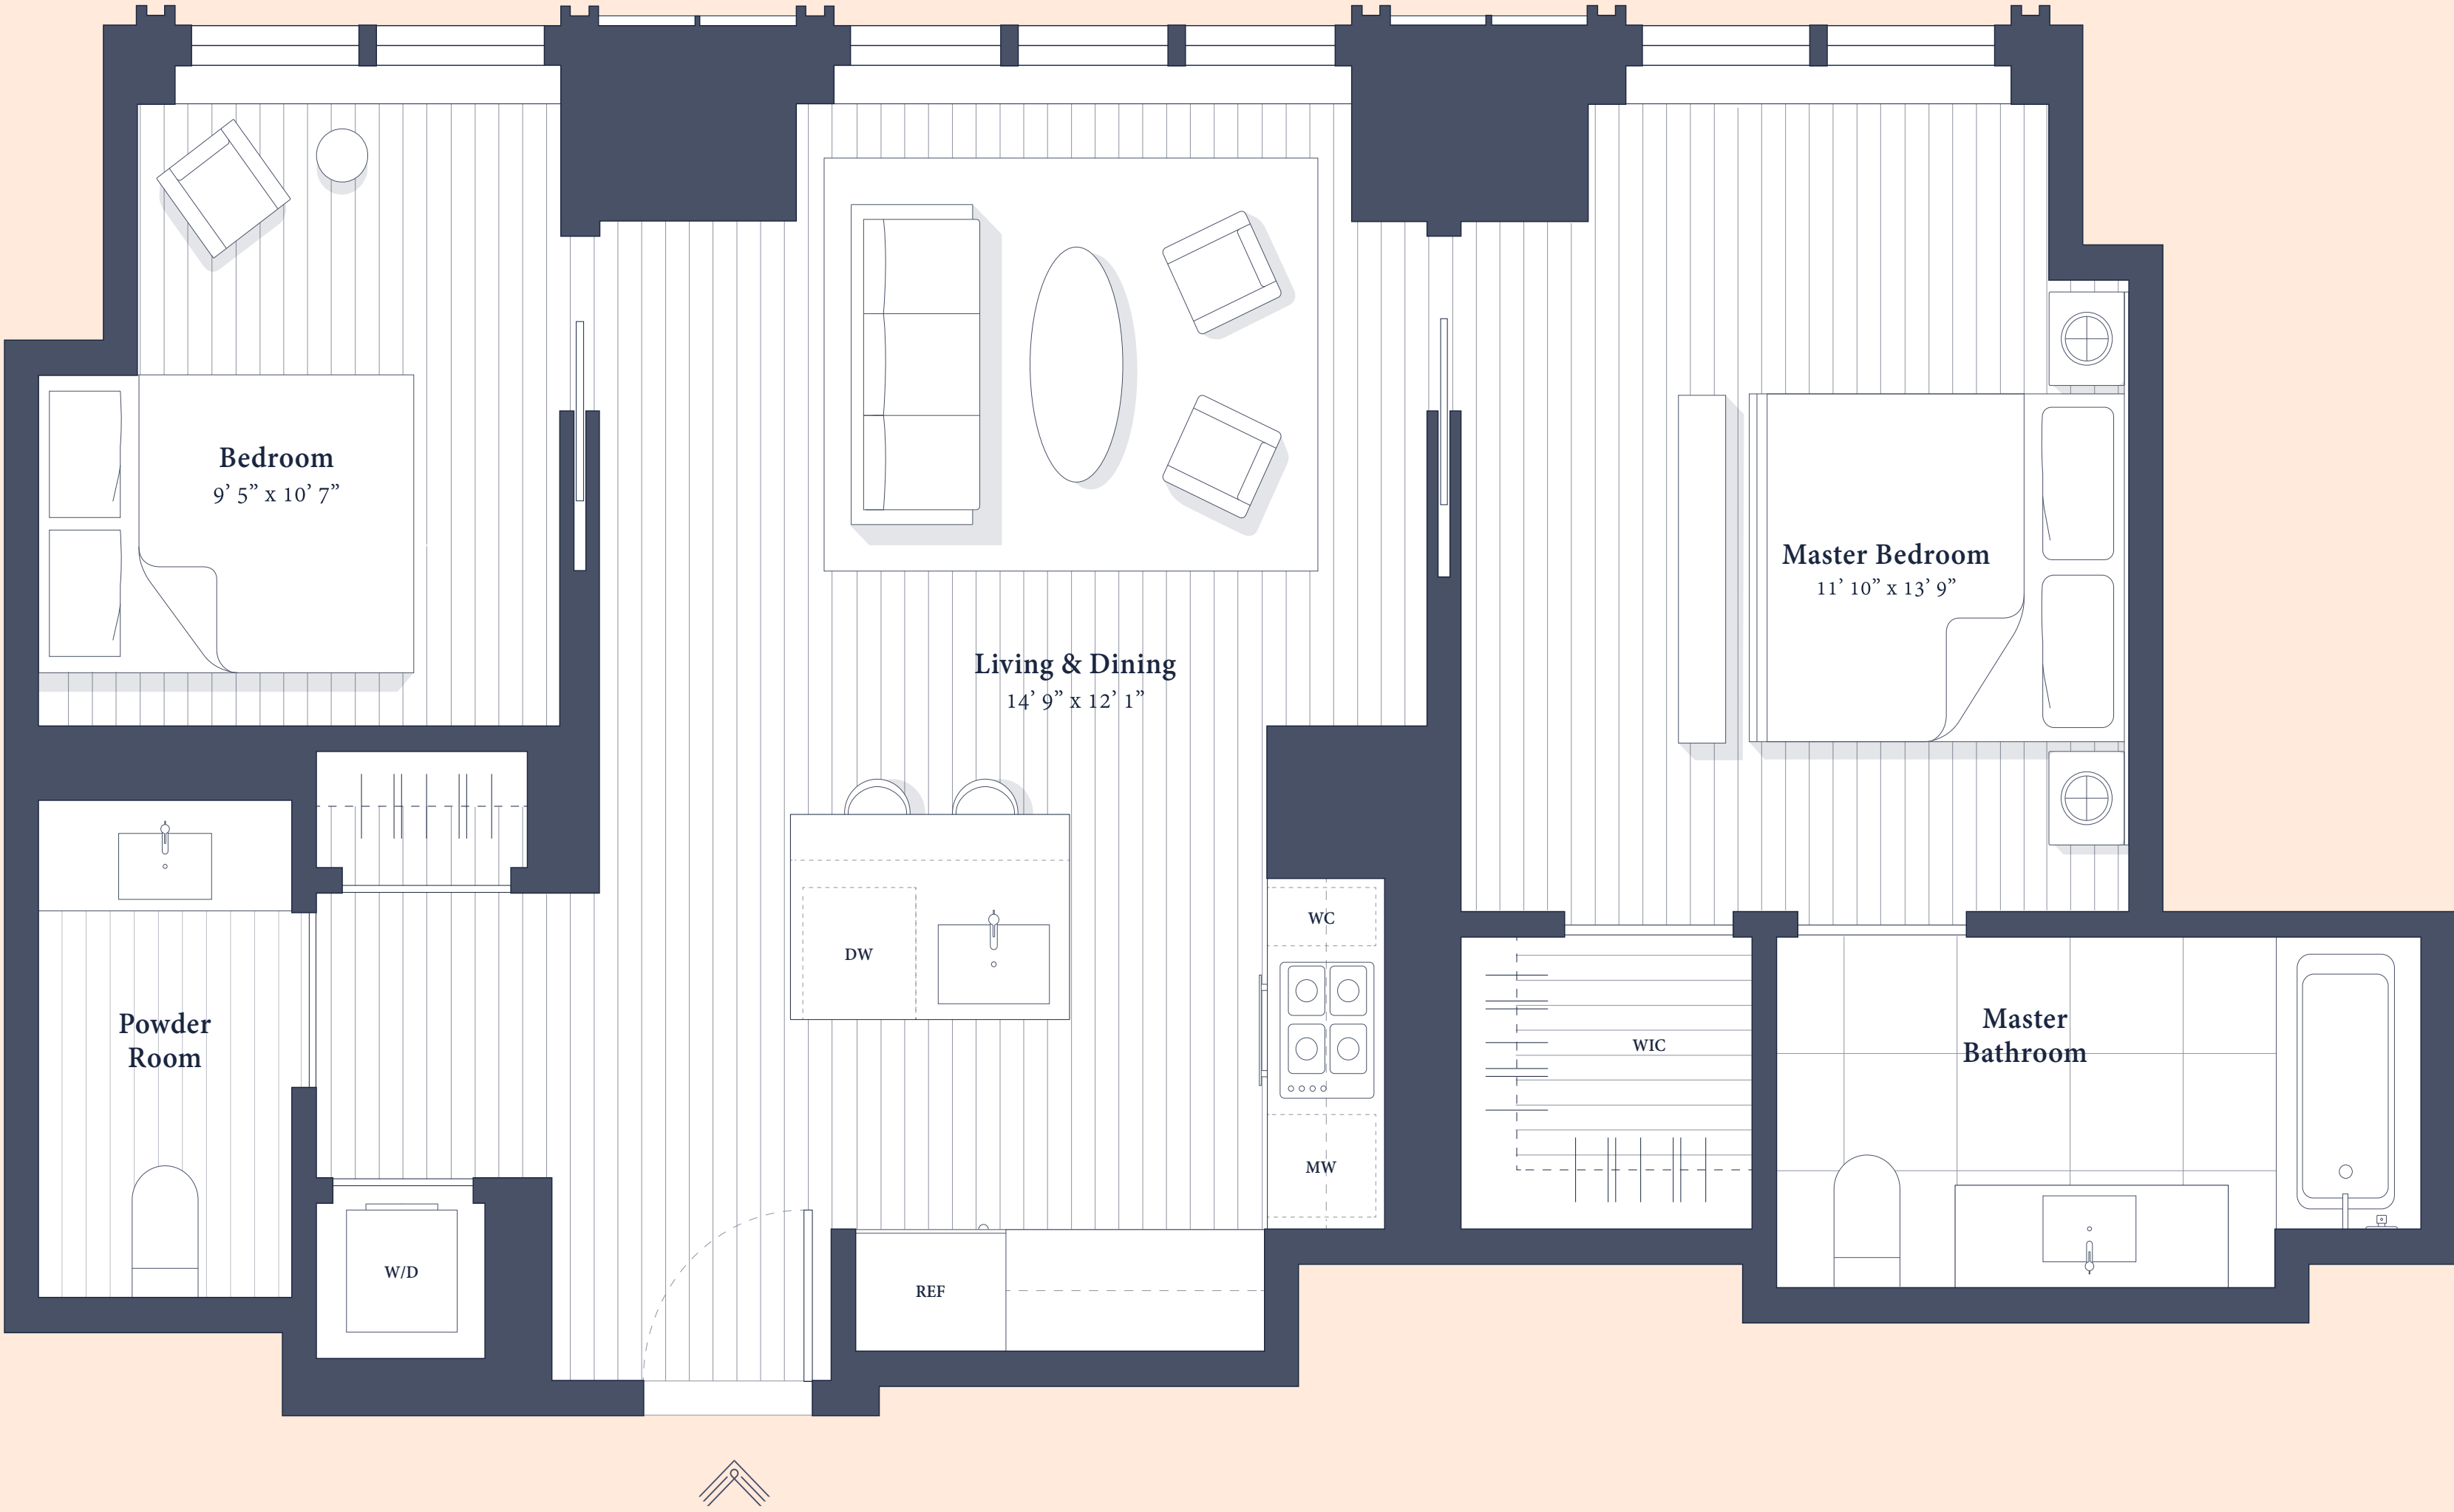 Bedroom
9’ 5” x 10’ 7”
Living & Dining
14’ 9” x 12’ 1”
Master Bedroom
11’ 10” x 13’ 9”
Powder
Room
DW
WC
MW
WIC
Master
Bathroom
W/D
REF